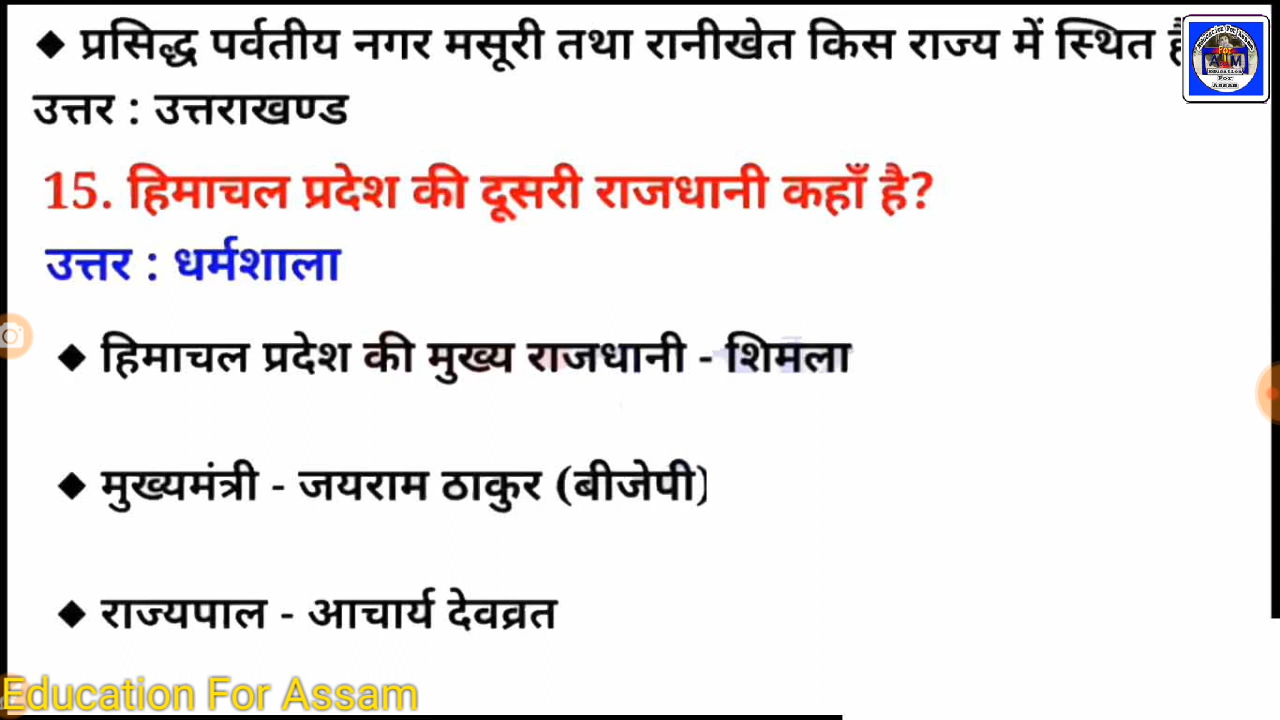 ◆ प्रसिद्ध पर्वतीय नगर मसूरी तथा रानीखेत किस राज्य में स्थित
उत्तर : उत्तराखण्ड
15. हिमाचल प्रदेश की दूसरी राजधानी कहाँ है?
उत्तर : धर्मशाला
◆ हिमाचल प्रदेश की मुख्य राजधानी - शिमला
◆ मुख्यमंत्री - जयराम ठाकुर (बीजेपी)
◆ राज्यपाल - आचार्य देवव्रत
Education For Assam